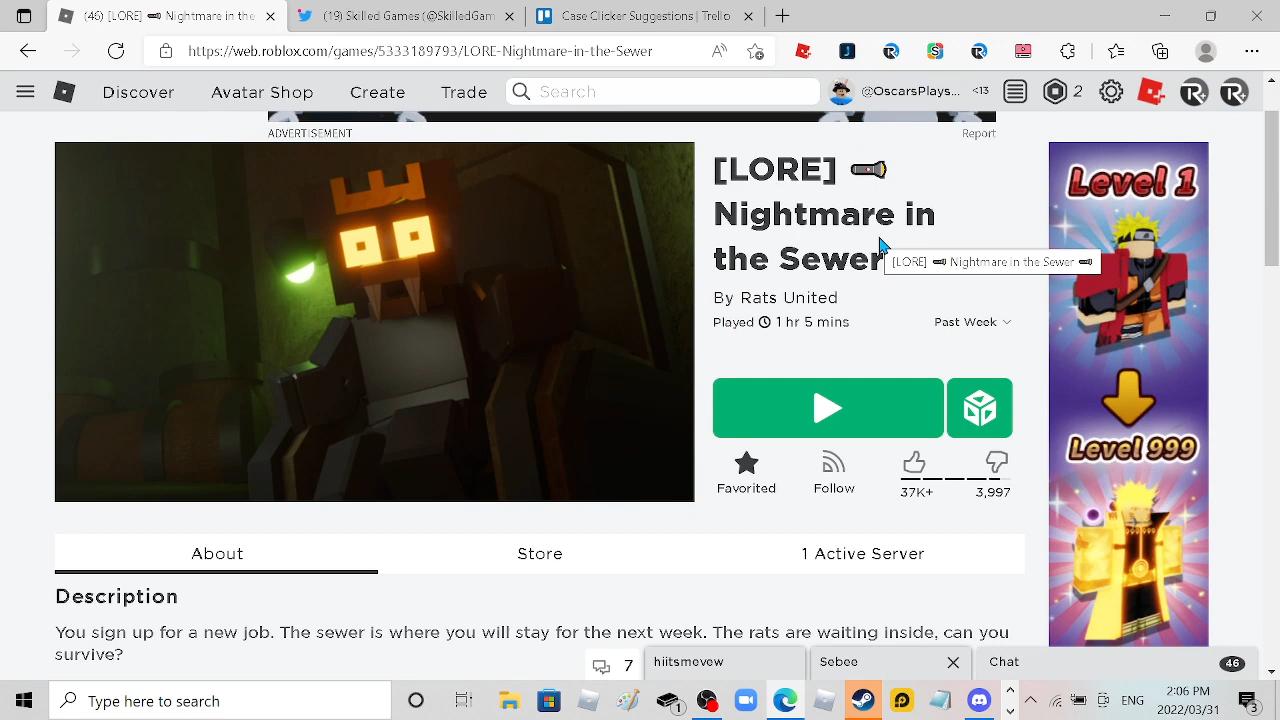 (46) [LORE] Nightmare in the
(19) SkiLedGames
Case Clicker Suggestions | Trello
https://web.roblox.com/games/5333189793/LORE-Nightmare-in-the-Sewer
Discover
Avatar Shop
Create
Trade
Search
@OscarsPlays...
<13
2
ADVERTISEMENT
Report
[LORE]
Nightmare in
the Sewer
[LORE] Nightmare in the Sewer
By Rats United
Played 1 hr 5 mins
Past Week
Favorited
Follow
37K+
3,997
Level 1
Level 999
About
Store
1 Active Server
Description
You sign up for a new job. The sewer is where you will stay for the next week. The rats are waiting inside, can you
survive?
7
hiitsmevew
Sebee
Chat
46
Type here to search
1
ENG
2:06 PM
2022/03/31
3